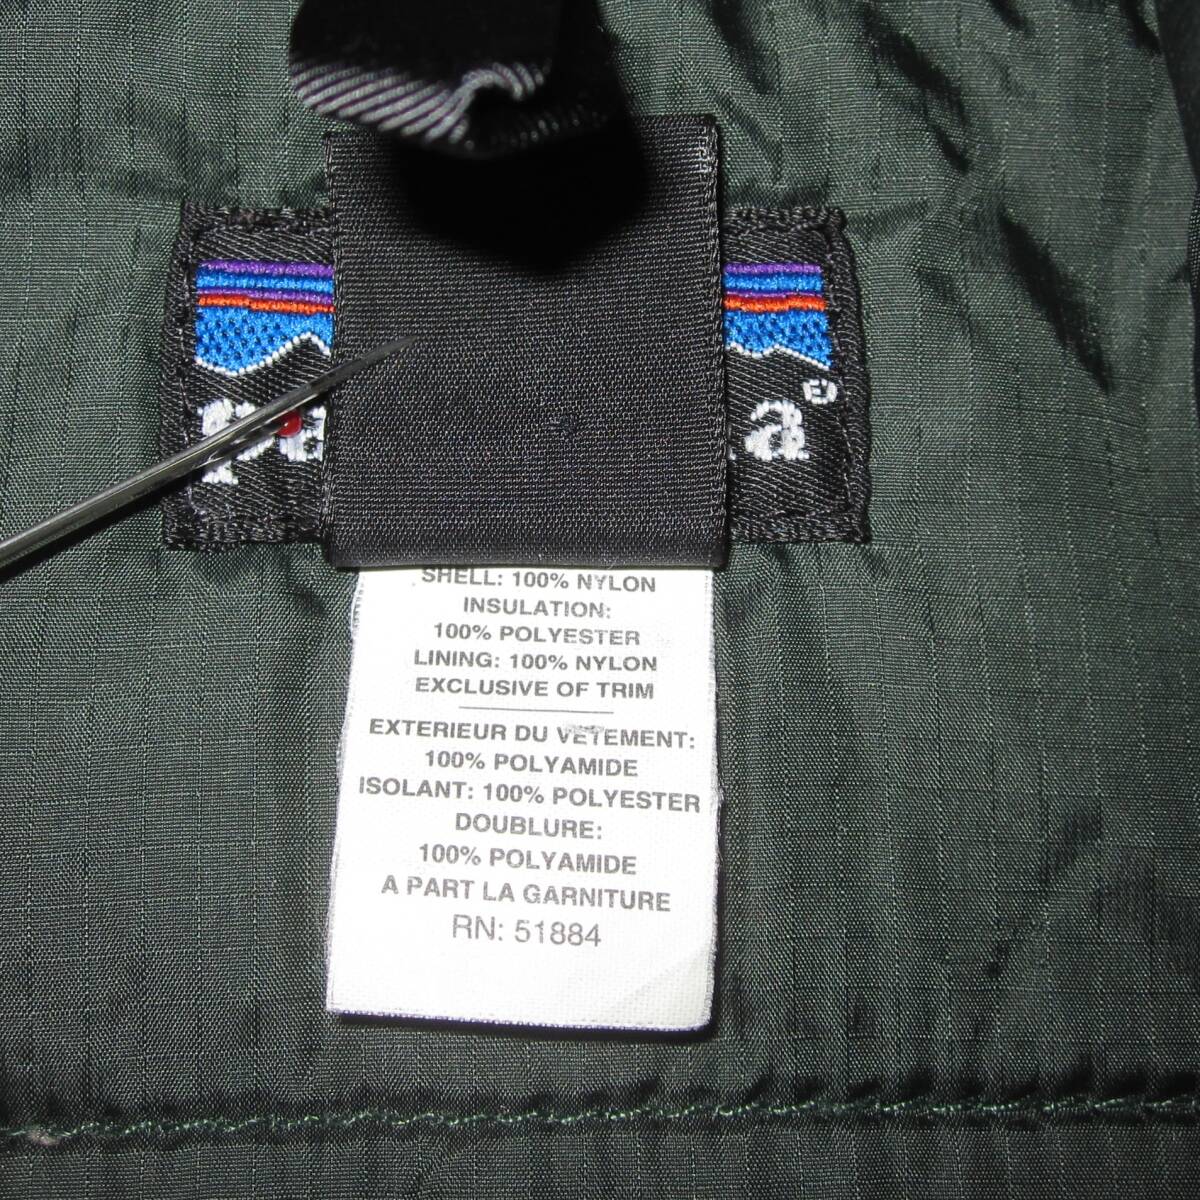 a®
SHELL: 100% NYLON
INSULATION:
100% POLYESTER
LINING: 100% NYLON
EXCLUSIVE OF TRIM
EXTERIEUR DU VETEMENT:
100% POLYAMIDE
ISOLANT: 100% POLYESTER
DOUBLURE:
100% POLYAMIDE
A PART LA GARNITURE
RN: 51884